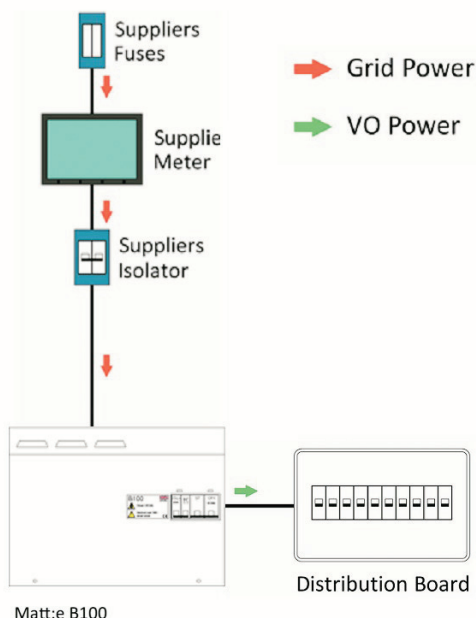 Suppliers
Fuses
Grid Power
VO Power
Supplie
Meter
Suppliers
Isolator
B100
Distribution Board
Matt:e B100